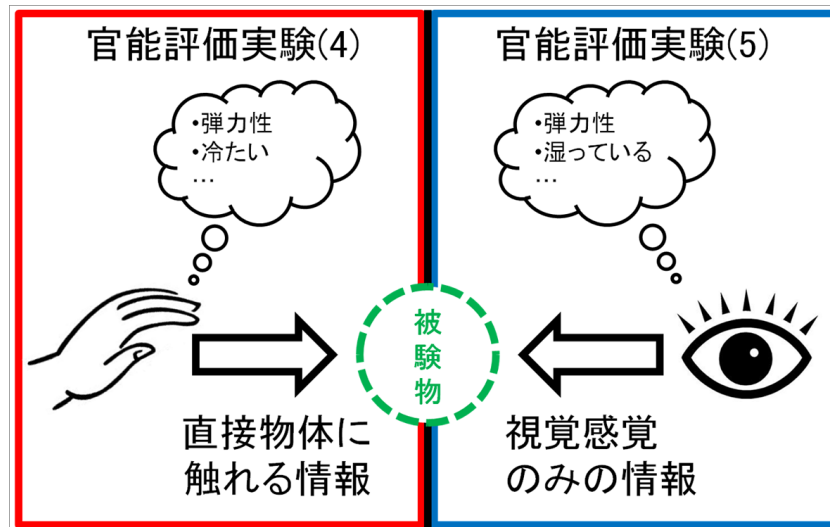 官能評価実験(4)
・弾力性
・冷たい
…
直接物体に
触れる情報
被験物
官能評価実験(5)
・弾力性
・湿っている
…
視覚感覚
のみの情報